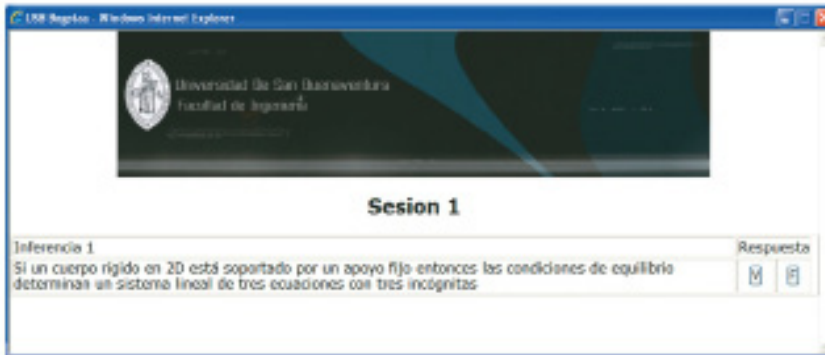 USB Bogotaa - Windows Internet Explorer
Universidad De San Buenaventura
Facultad de Ingeniería
Sesion 1
Inferencia 1
Respuesta
Si un cuerpo rígido en 2D está soportado por un apoyo fijo entonces las condiciones de equilibrio
determinan un sistema lineal de tres ecuaciones con tres incógnitas
V
F